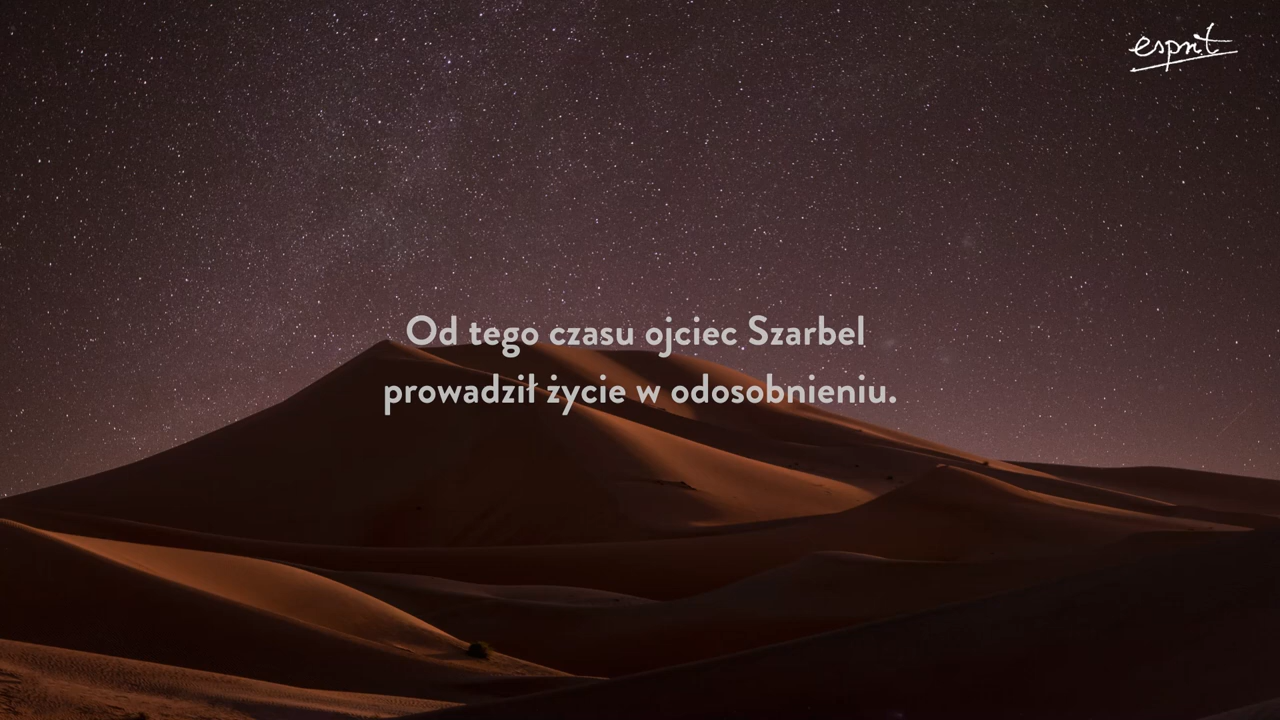 esprit
Od tego czasu ojciec Szarbel
prowadził życie w odosobnieniu.